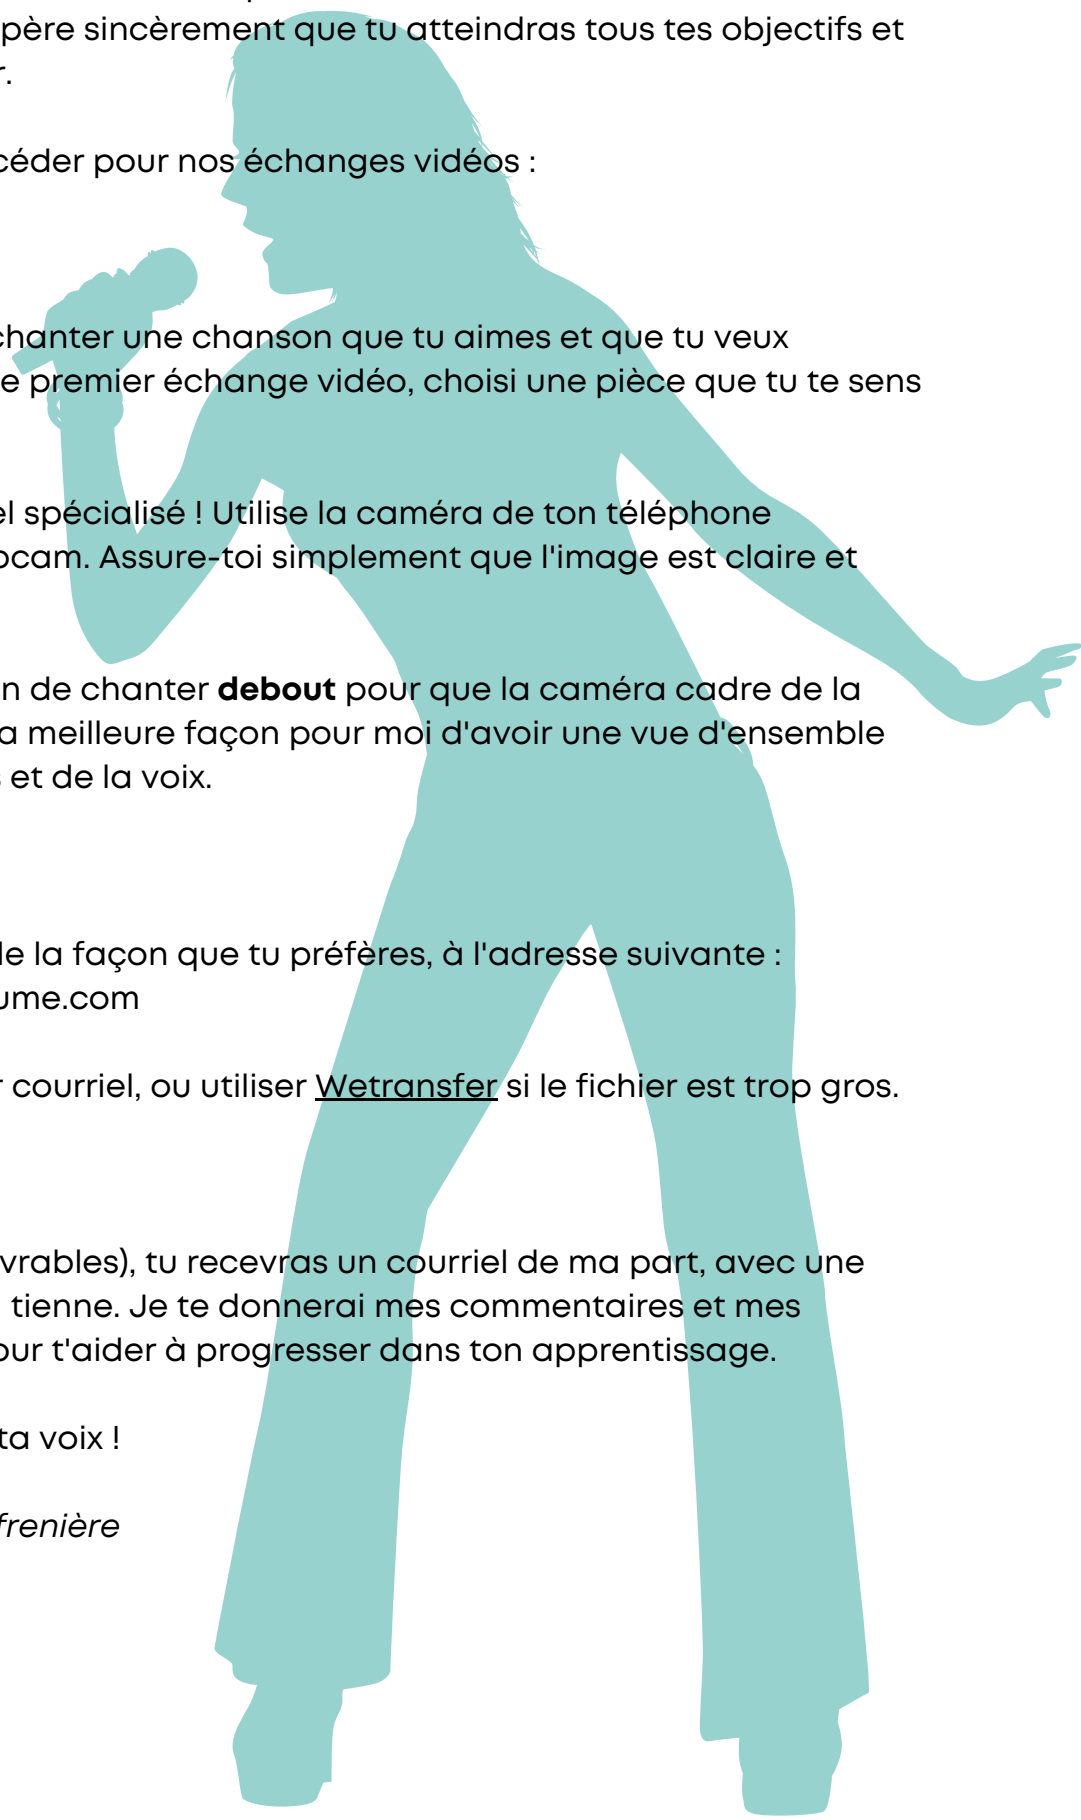 père sincèrement que tu atteindras tous tes objectifs et
r.
céder pour nos échanges vidéos :
chanter une chanson que tu aimes et que tu veux
e premier échange vidéo, choisi une pièce que tu te sens
el spécialisé ! Utilise la caméra de ton téléphone
bcam. Assure-toi simplement que l'image est claire et
n de chanter debout pour que la caméra cadre de la
a meilleure façon pour moi d'avoir une vue d'ensemble
s et de la voix.
de la façon que tu préfères, à l'adresse suivante :
ume.com
r courriel, ou utiliser Wetransfer si le fichier est trop gros.
vrables), tu recevras un courriel de ma part, avec une
tienne. Je te donnerai mes commentaires et mes
our t'aider à progresser dans ton apprentissage.
ta voix !
frenière